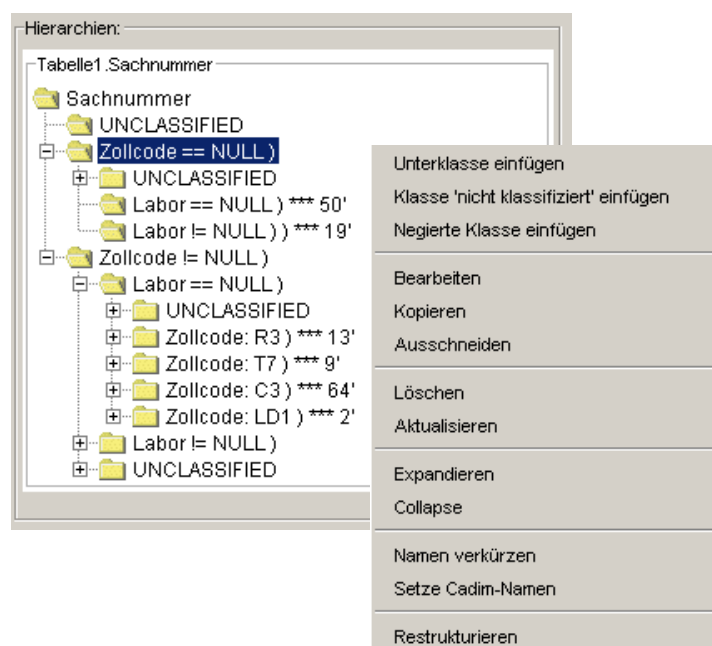 Hierarchien:
Tabelle1.Sachnummer
Sachnummer
UNCLASSIFIED
Zollcode == NULL )
UNCLASSIFIED
Labor == NULL ) *** 50'
Labor != NULL ) ) *** 19'
Zollcode != NULL )
Labor == NULL )
UNCLASSIFIED
Zollcode: R3 ) *** 13'
Zollcode: T7 ) *** 9'
Zollcode: C3 ) *** 64'
Zollcode: LD1 ) *** 2'
Labor != NULL )
UNCLASSIFIED
Unterklasse einfügen
Klasse 'nicht klassifiziert' einfügen
Negierte Klasse einfügen
Bearbeiten
Kopieren
Ausschneiden
Löschen
Aktualisieren
Expandieren
Collapse
Namen verkürzen
Setze Cadim-Namen
Restrukturieren